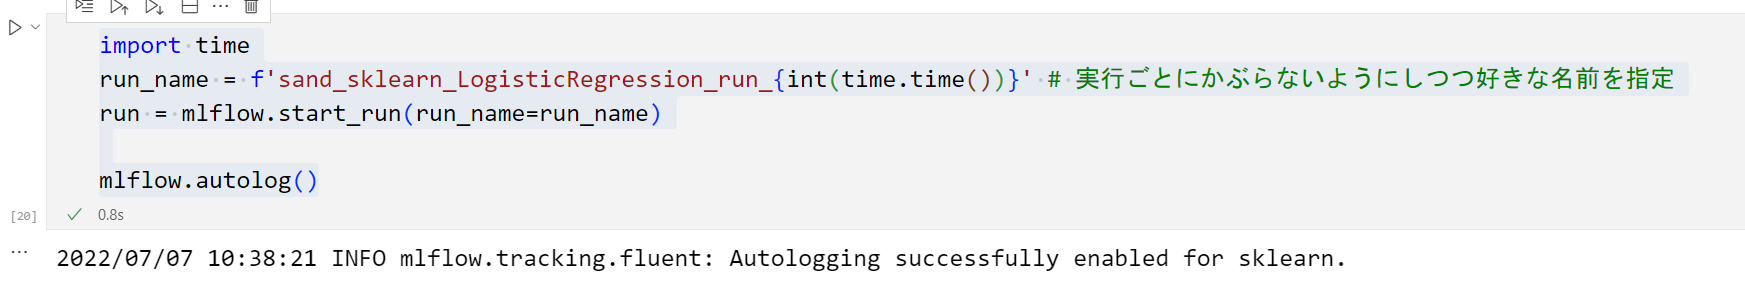 import time
run_name = f'sand_sklearn_LogisticRegression_run_{int(time.time())}' # 実行ごとにかぶらないようにしつつ好きな名前を指定
run = mlflow.start_run(run_name=run_name)
mlflow.autolog()
[20] 0.8s
2022/07/07 10:38:21 INFO mlflow.tracking.fluent: Autologging successfully enabled for sklearn.